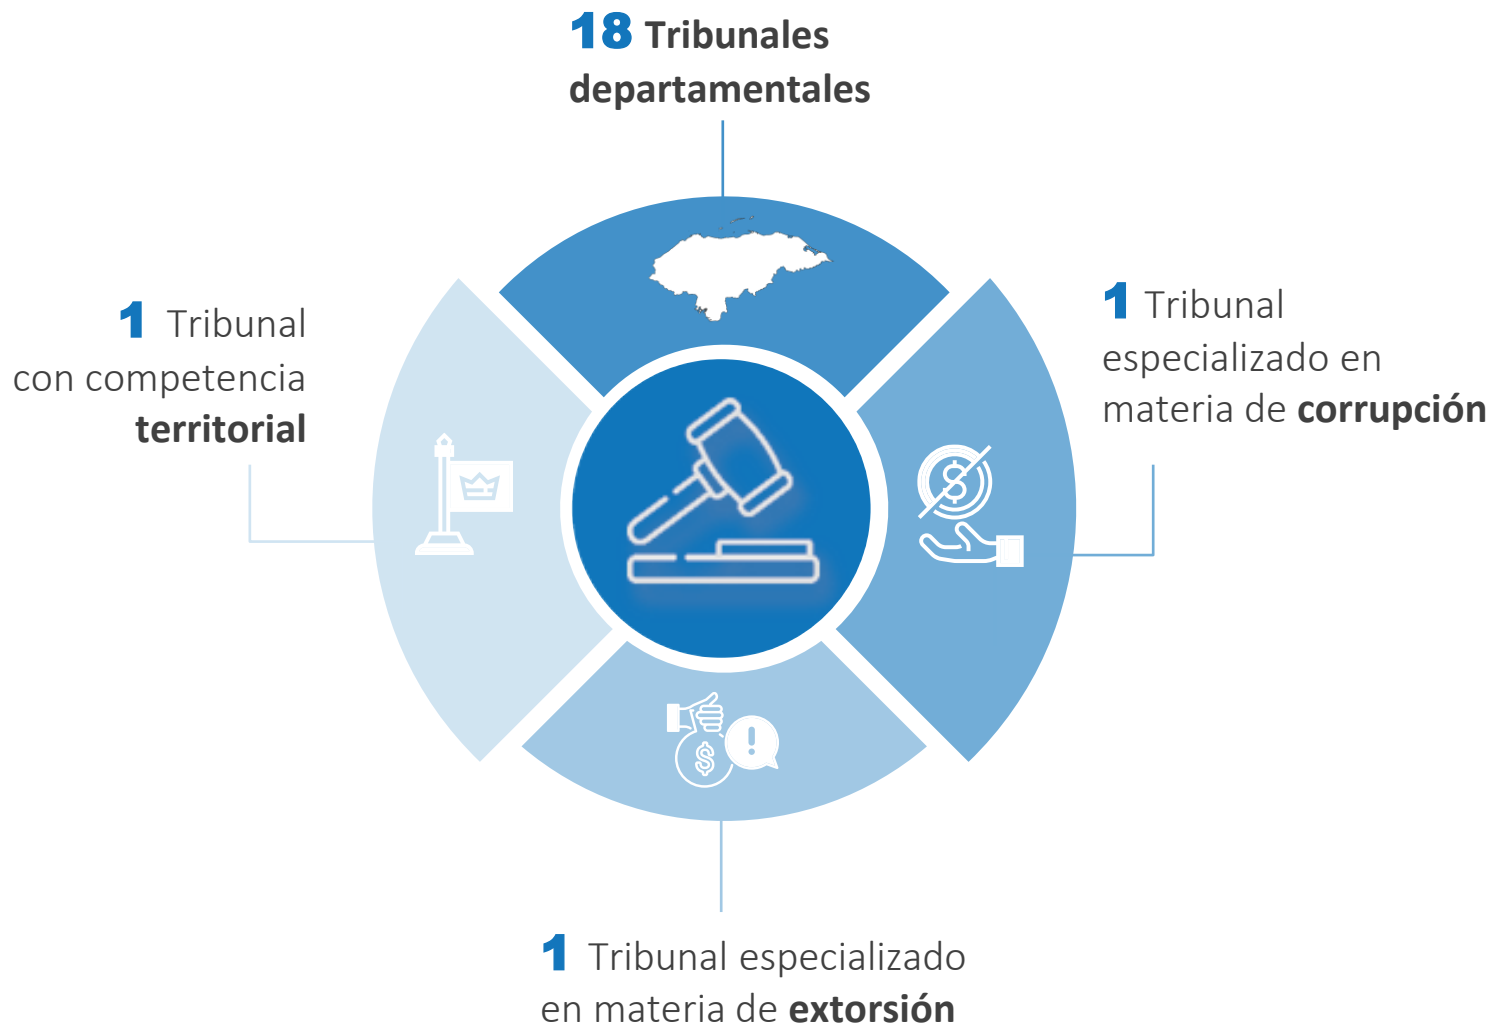 18 Tribunales
departamentales
1 Tribunal
con competencia
territorial
1 Tribunal
especializado en
materia de corrupción
1 Tribunal especializado
en materia de extorsión